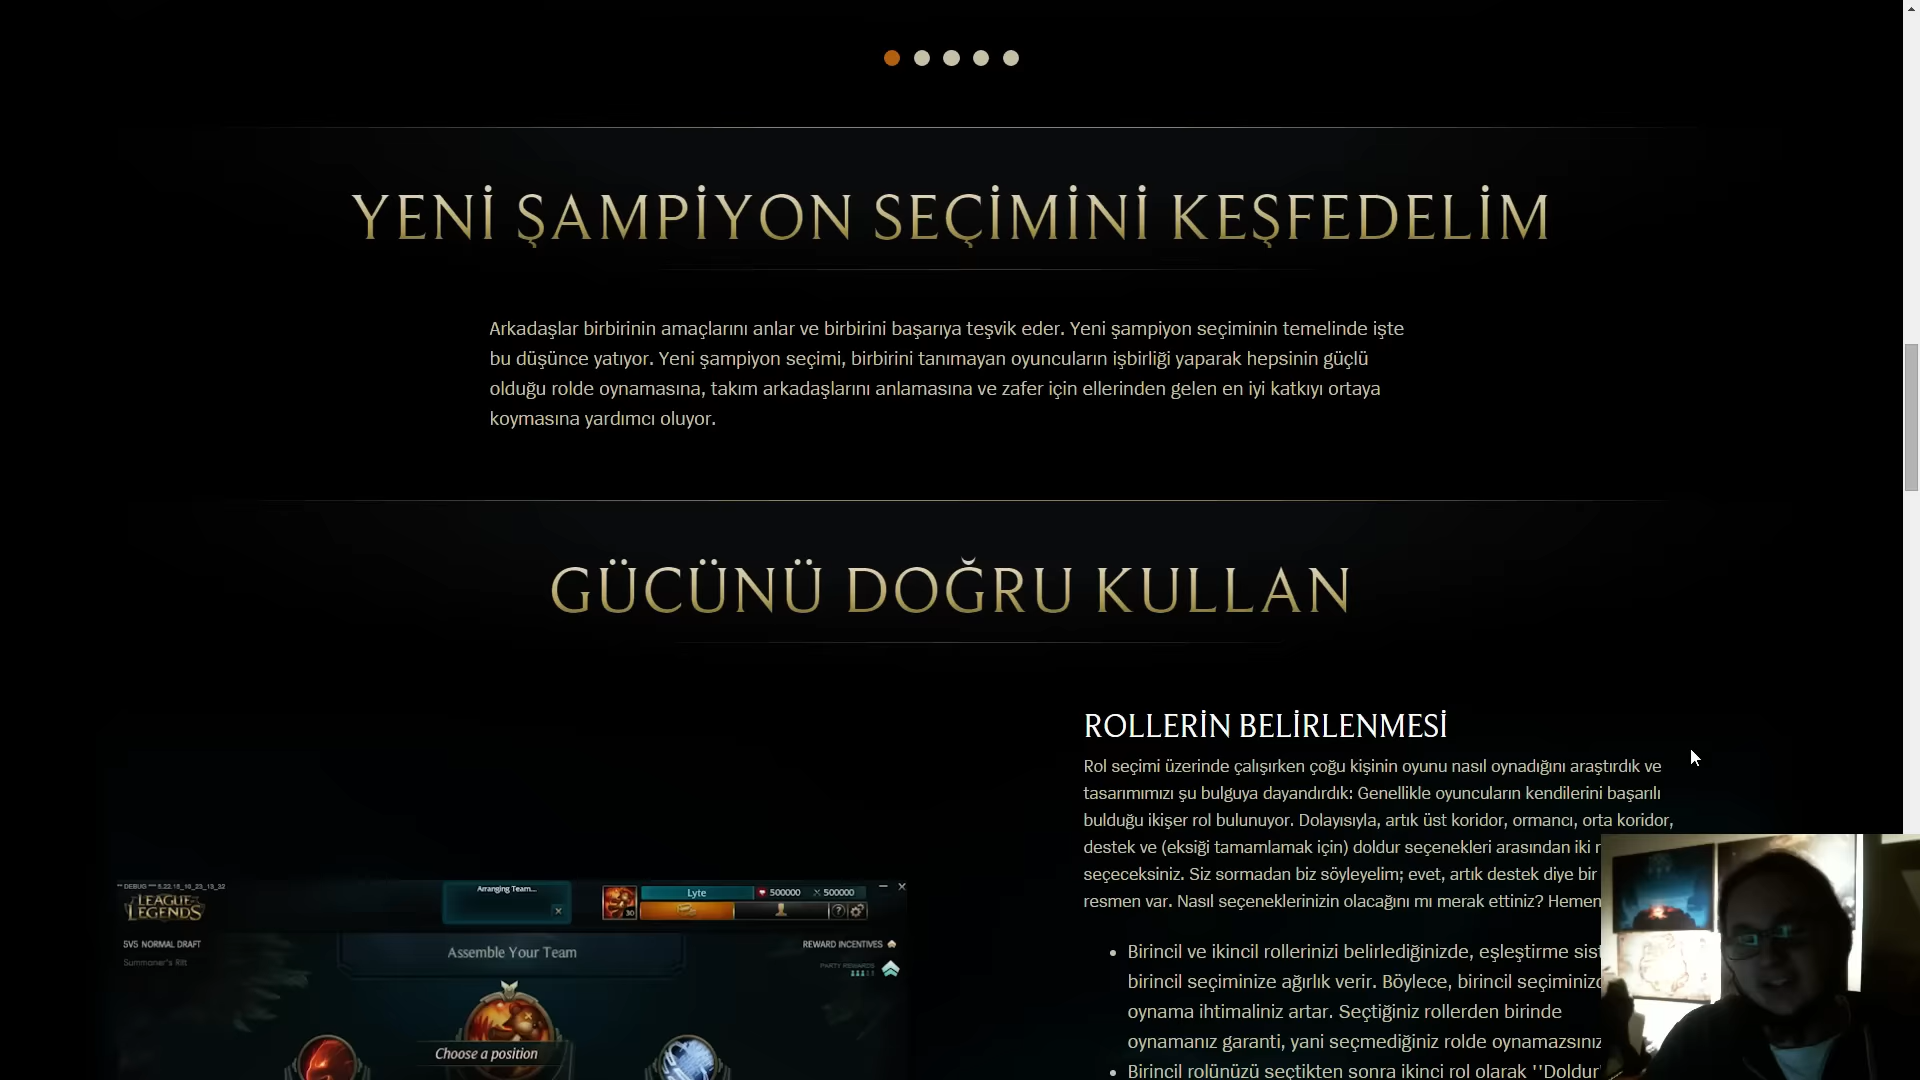 YENİ ŞAMPİYON SEÇİMİNİ KEŞFEDELİM
Arkadaşlar birbirinin amaçlarını anlar ve birbirini başarıya teşvik eder. Yeni şampiyon seçiminin temelinde işte
bu düşünce yatıyor. Yeni şampiyon seçimi, birbirini tanımayan oyuncuların işbirliği yaparak hepsinin güçlü
olduğu rolde oynamasına, takım arkadaşlarını anlamasına ve zafer için ellerinden gelen en iyi katkıyı ortaya
koymasına yardımcı oluyor.
GÜCÜNÜ DOĞRU KULLAN
ROLLERİN BELİRLENMESİ
Rol seçimi üzerinde çalışırken çoğu kişinin oyunu nasıl oynadığını araştırdık ve
tasarımımızı şu bulguya dayandırdık: Genellikle oyuncuların kendilerini başarılı
bulduğu ikişer rol bulunuyor. Dolayısıyla, artık üst koridor, ormancı, orta koridor,
destek ve (eksiği tamamlamak için) doldur seçenekleri arasından iki
seçeceksiniz. Siz sormadan biz söyleyelim; evet, artık destek diye bir
resmen var. Nasıl seçeneklerinizin olacağını mı merak ettiniz? Hemen
Birincil ve ikincil rollerinizi belirlediğinizde, eşleştirme
birincil seçiminize ağırlık verir. Böylece, birincil
oynama ihtimaliniz artar. Seçtiğiniz rollerden birinde
oynamanız garanti, yani seçmediğiniz rolde oynamazsınız
Birincil rolünüzü seçtikten sonra ikinci rol olarak ''Doldur'
** DEBUG *** 5.22.15_10_23_13_32
LEAGUE OF LEGENDS
Arranging Team...
30
Lyte
500000
500000
5V5 NORMAL DRAFT
Summoner's Rift
Assemble Your Team
REWARD INCENTIVES
PARTY REWARDS
Choose a position